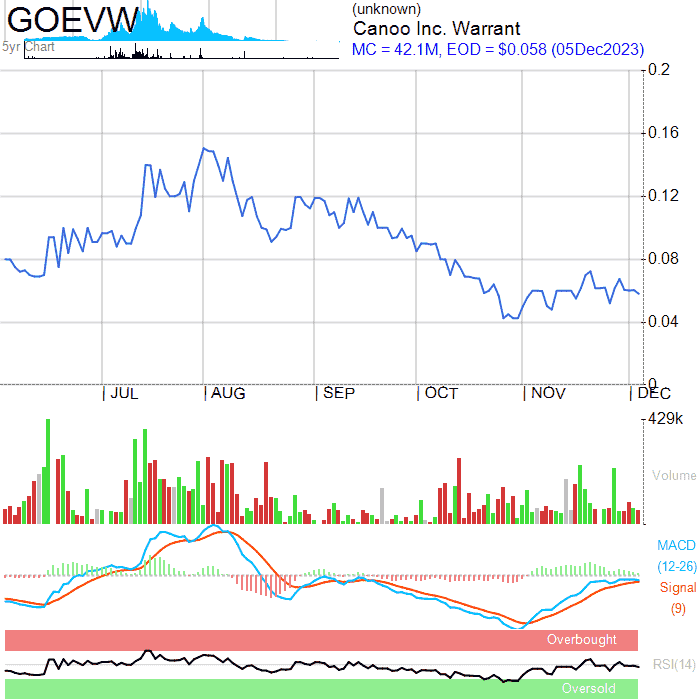 GOEVW
5yr Chart
(unknown)
Canoo Inc. Warrant
MC = 42.1M, EOD = $0.058 (05Dec2023)
0.2
0.16
0.12
0.08
0.04
0
JUL AUG SEP OCT NOV DEC
429k
Volume
MACD
(12-26)
Signal
(9)
Overbought
RSI(14)
Oversold